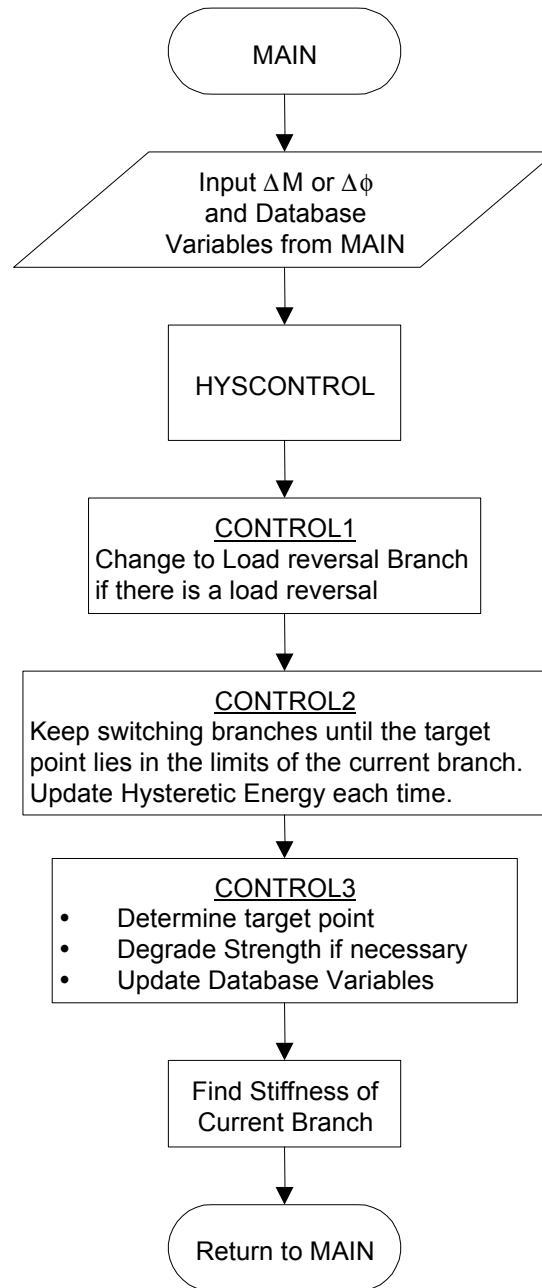 MAIN
Input ΔM or Δϕ
and Database
Variables from MAIN
HYSCONTROL
CONTROL1
Change to Load reversal Branch
if there is a load reversal
CONTROL2
Keep switching branches until the target
point lies in the limits of the current branch.
Update Hysteretic Energy each time.
CONTROL3
• Determine target point
• Degrade Strength if necessary
• Update Database Variables
Find Stiffness of
Current Branch
Return to MAIN